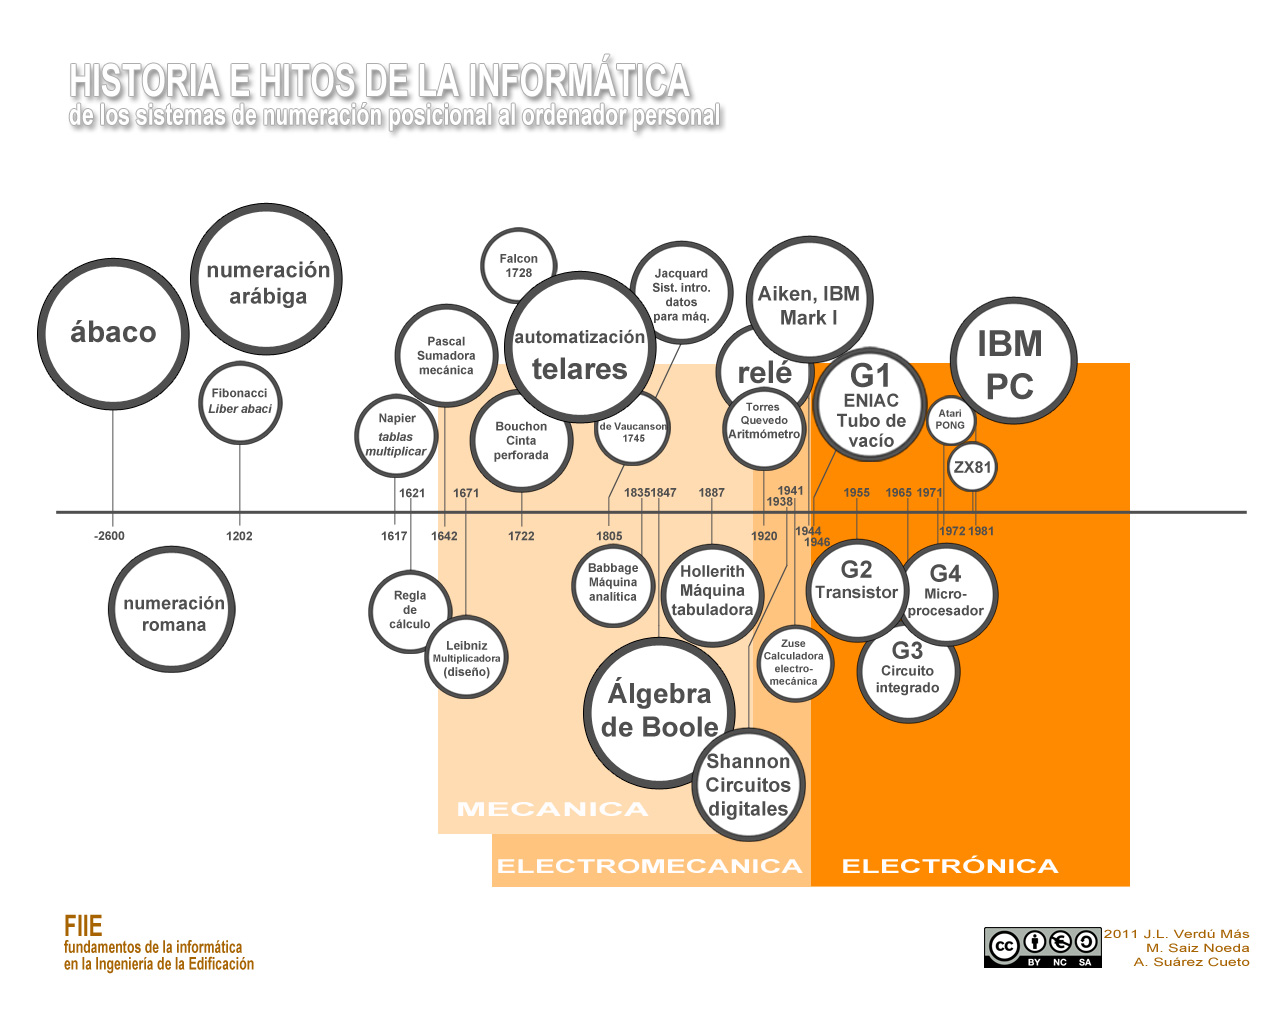 HISTORIA E HITOS DE LA INFORMÁTICA
de los sistemas de numeración posicional al ordenador personal
ábaco
numeración
arábiga
Fibonacci
Liber abaci
Napier
tablas
multiplicar
Pascal
Sumadora
mecánica
Falcon
1728
automatización
telares
Bouchon
Cinta
perforada
de Vaucanson
1745
Jacquard
Sist. intro.
datos
para máq.
relé
Torres
Quevedo
Aritmómetro
Aiken, IBM
Mark I
G1
ENIAC
Tubo de
vacío
Atari
PONG
ZX81
IBM
PC
1621
1671
1835
1847
1887
1938
1941
1955
1965
1971
-2600
1202
1617
1642
1722
1805
1920
1944
1946
1972
1981
numeración
romana
Regla
de
cálculo
Leibniz
Multiplicadora
(diseño)
Babbage
Máquina
analítica
Hollerith
Máquina
tabuladora
Álgebra
de Boole
Shannon
Circuitos
digitales
Zuse
Calculadora
electro-
mecánica
G2
Transistor
G3
Circuito
integrado
G4
Micro-
procesador
MECANICA
ELECTROMECANICA
ELECTRÓNICA
FIIE
fundamentos de la informática
en la Ingeniería de la Edificación
cc
BY NC SA
2011 J.L. Verdú Más
M. Saiz Noeda
A. Suárez Cueto